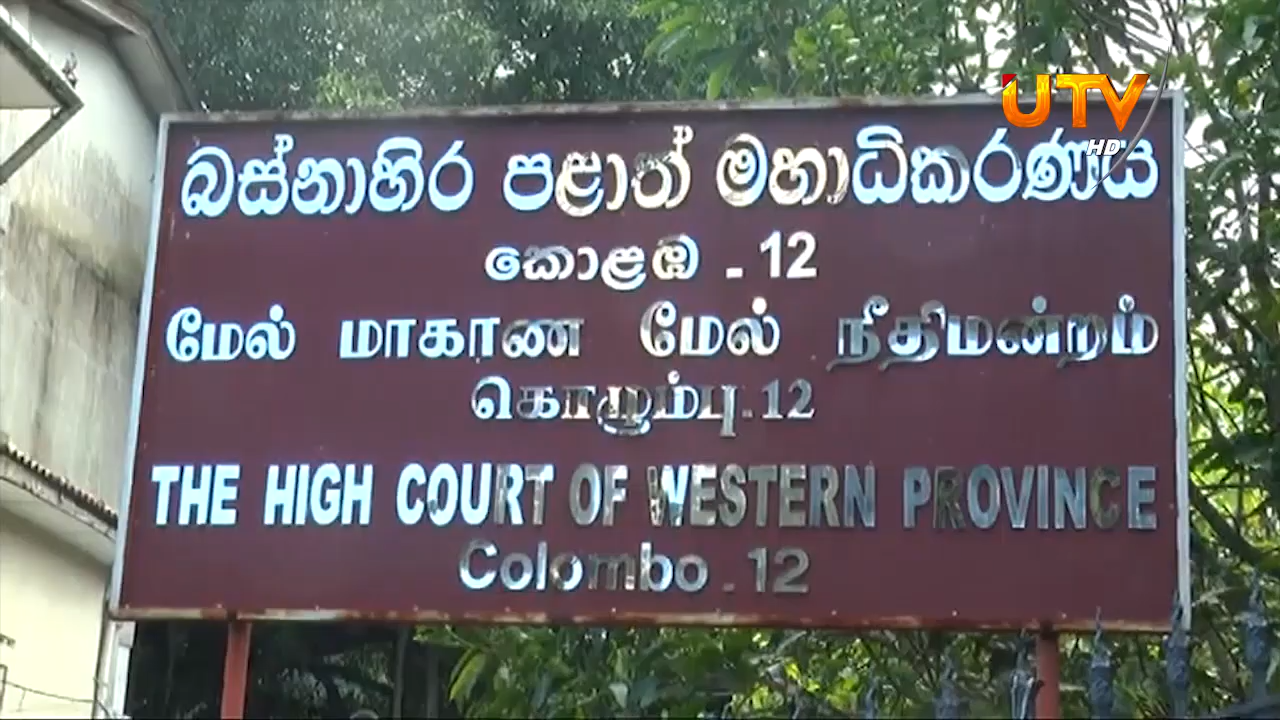 UTV
HD
බස්නාහිර පළාත් මහාධිකරණය
කොළඹ - 12
மேல் மாகாண மேல் நீதிமன்றம்
கொழும்பு.12
THE HIGH COURT OF WESTERN PROVINCE
Colombo . 12